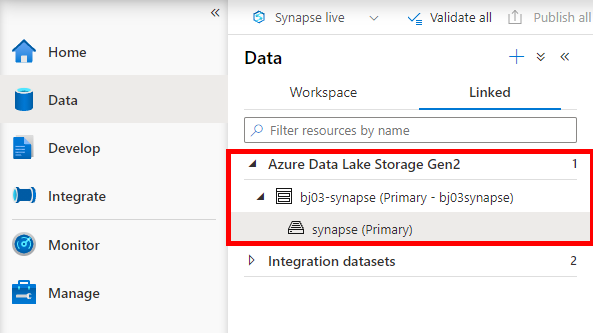 Synapse live
Validate all
Publish all
Home
Data
Develop
Integrate
Monitor
Manage
Data
Workspace
Linked
Filter resources by name
Azure Data Lake Storage Gen2 1
bj03-synapse (Primary - bj03synapse)
synapse (Primary)
Integration datasets 2